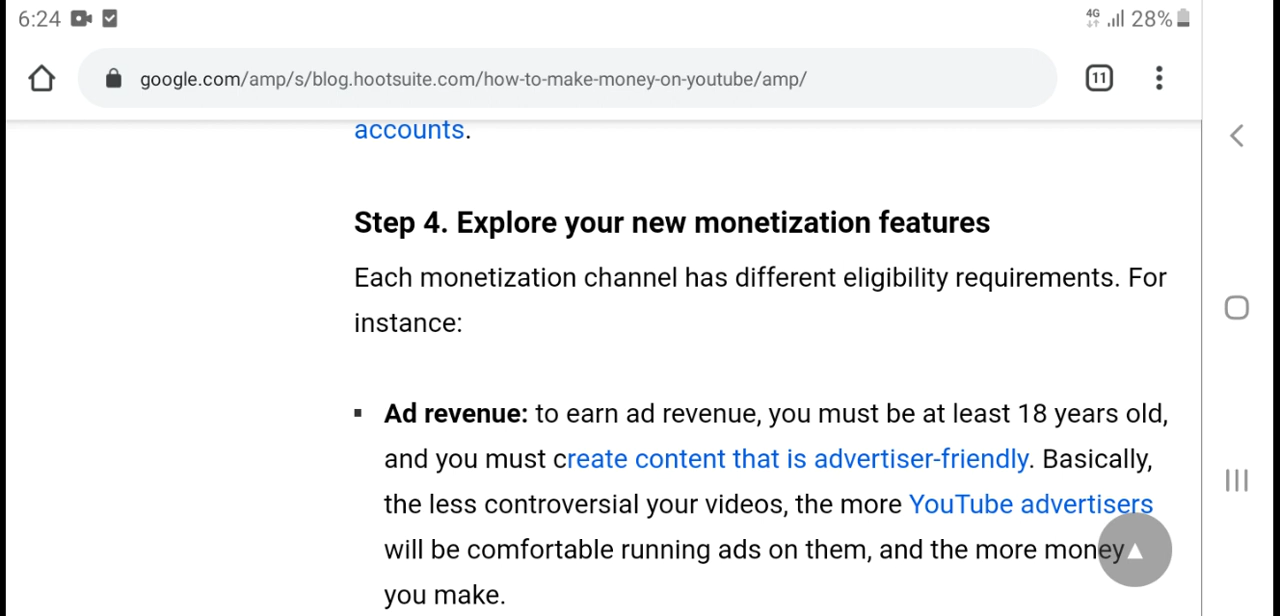 6:24 4G 28%
google.com/amp/s/blog.hootsuite.com/how-to-make-money-on-youtube/amp/ 11
accounts.
Step 4. Explore your new monetization features
Each monetization channel has different eligibility requirements. For
instance:
▪ Ad revenue: to earn ad revenue, you must be at least 18 years old,
and you must create content that is advertiser-friendly. Basically,
the less controversial your videos, the more YouTube advertisers
will be comfortable running ads on them, and the more money
you make.